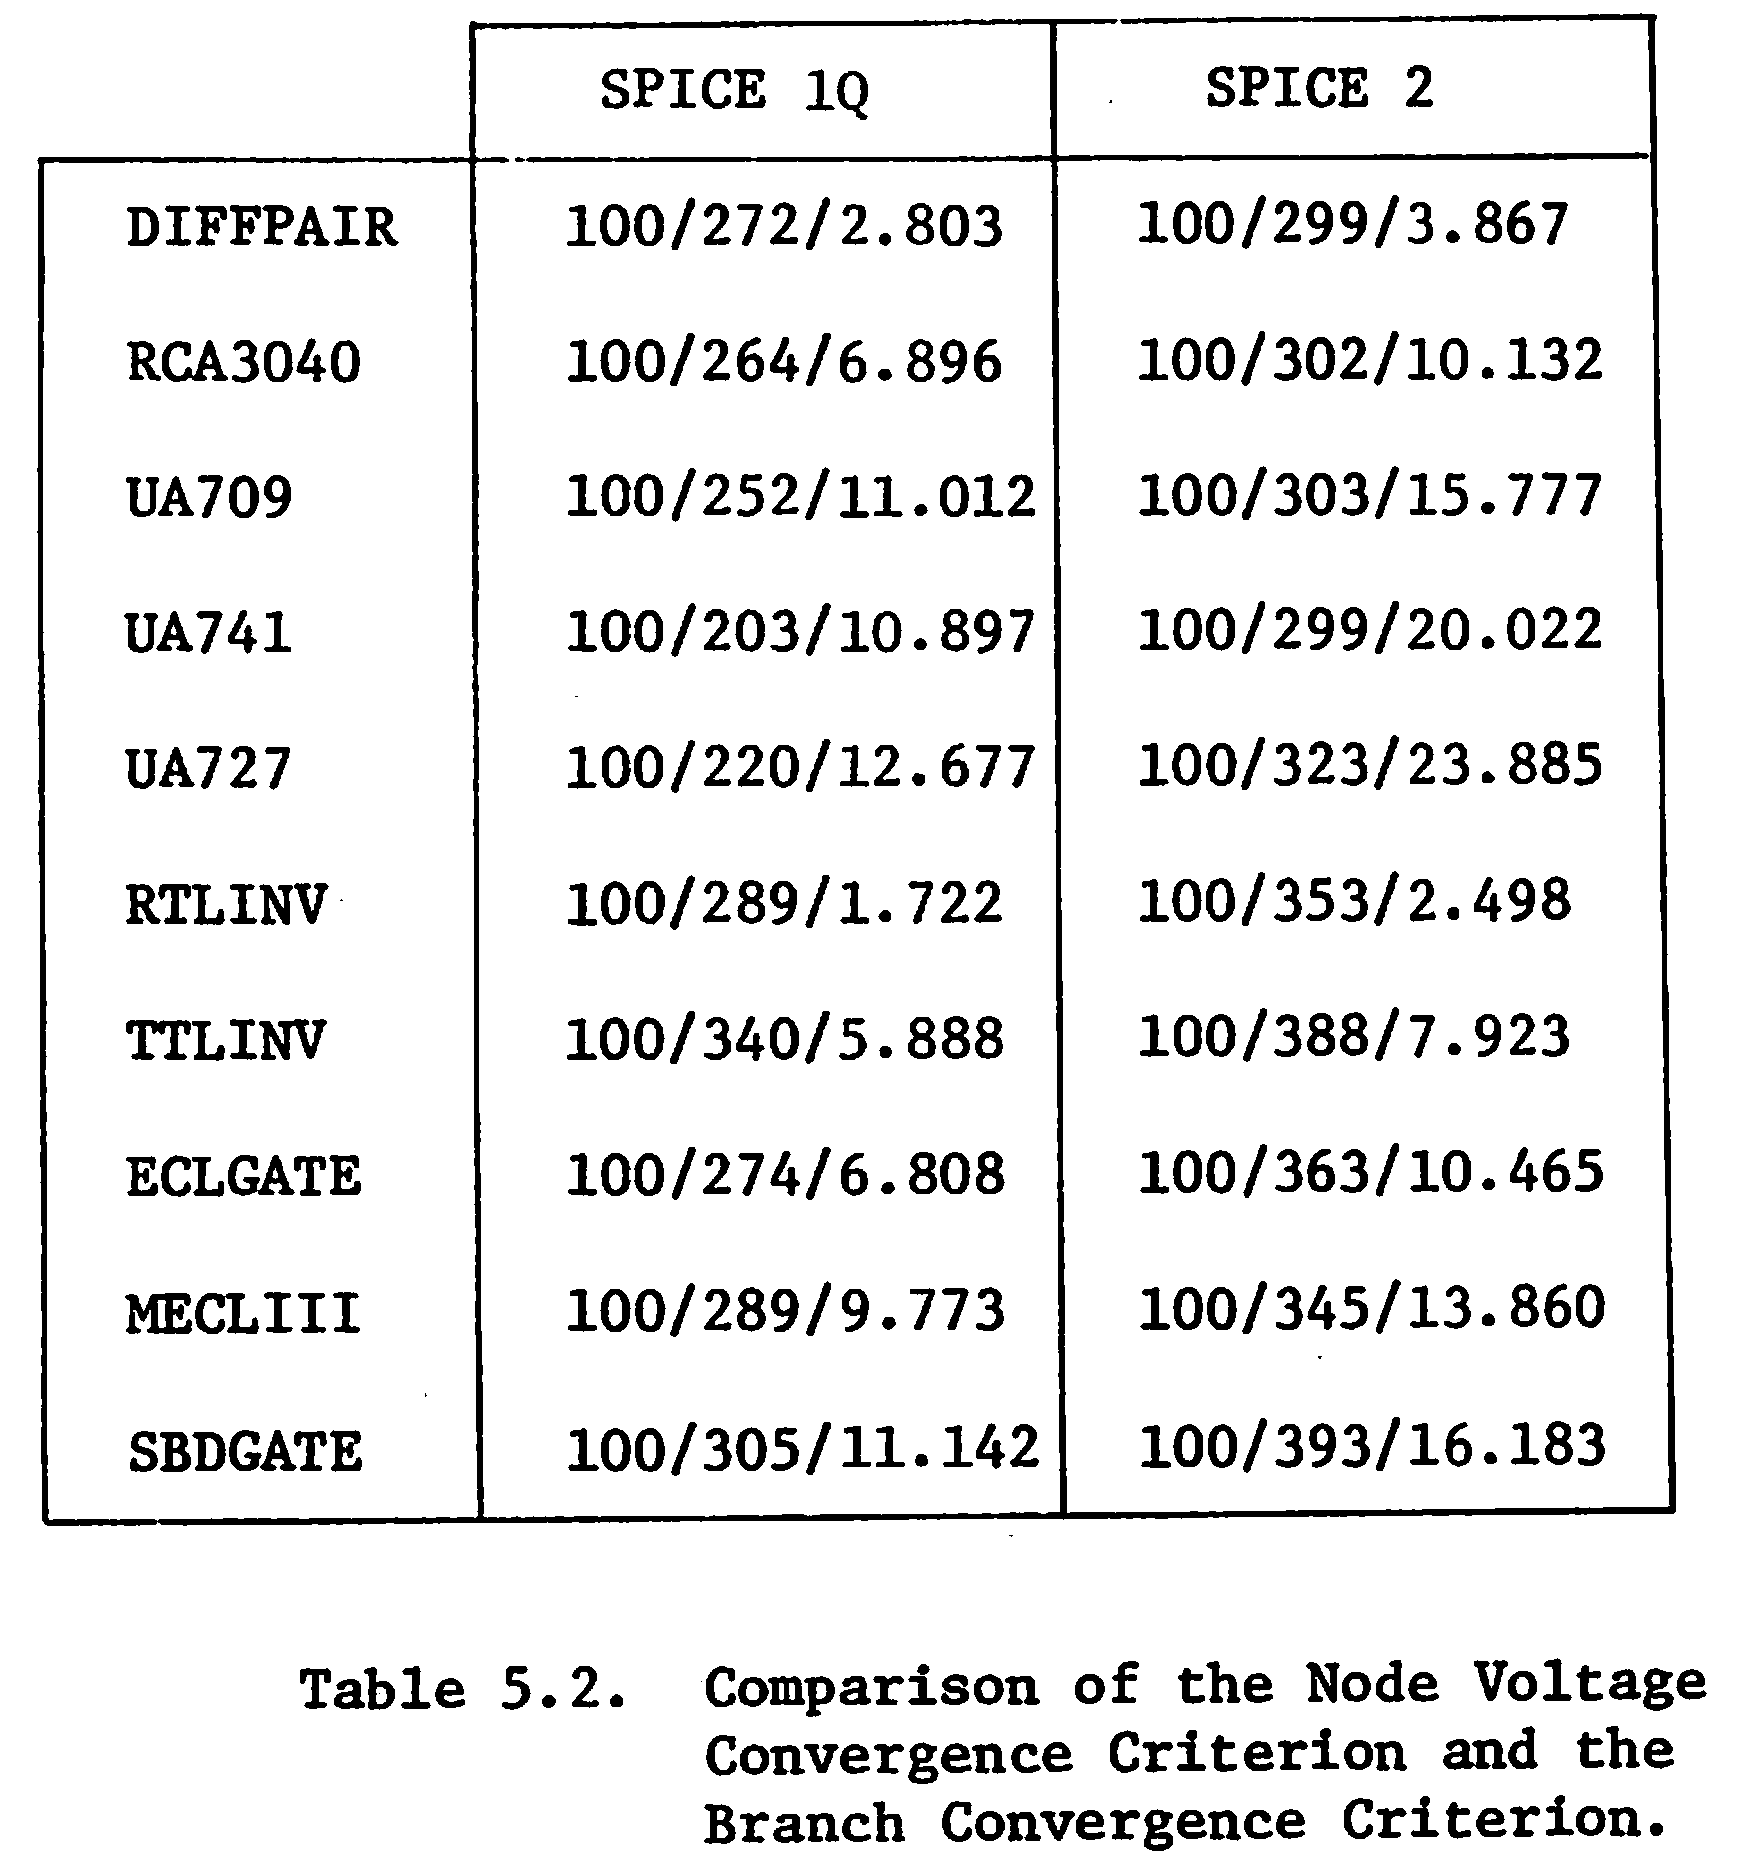 SPICE 1Q SPICE 2
DIFFPAIR 100/272/2.803 100/299/3.867
RCA3040 100/264/6.896 100/302/10.132
UA709 100/252/11.012 100/303/15.777
UA741 100/203/10.897 100/299/20.022
UA727 100/220/12.677 100/323/23.885
RTLINV 100/289/1.722 100/353/2.498
TTLINV 100/340/5.888 100/388/7.923
ECLGATE 100/274/6.808 100/363/10.465
MECLIII 100/289/9.773 100/345/13.860
SBDGATE 100/305/11.142 100/393/16.183
Table 5.2. Comparison of the Node Voltage
Convergence Criterion and the
Branch Convergence Criterion.